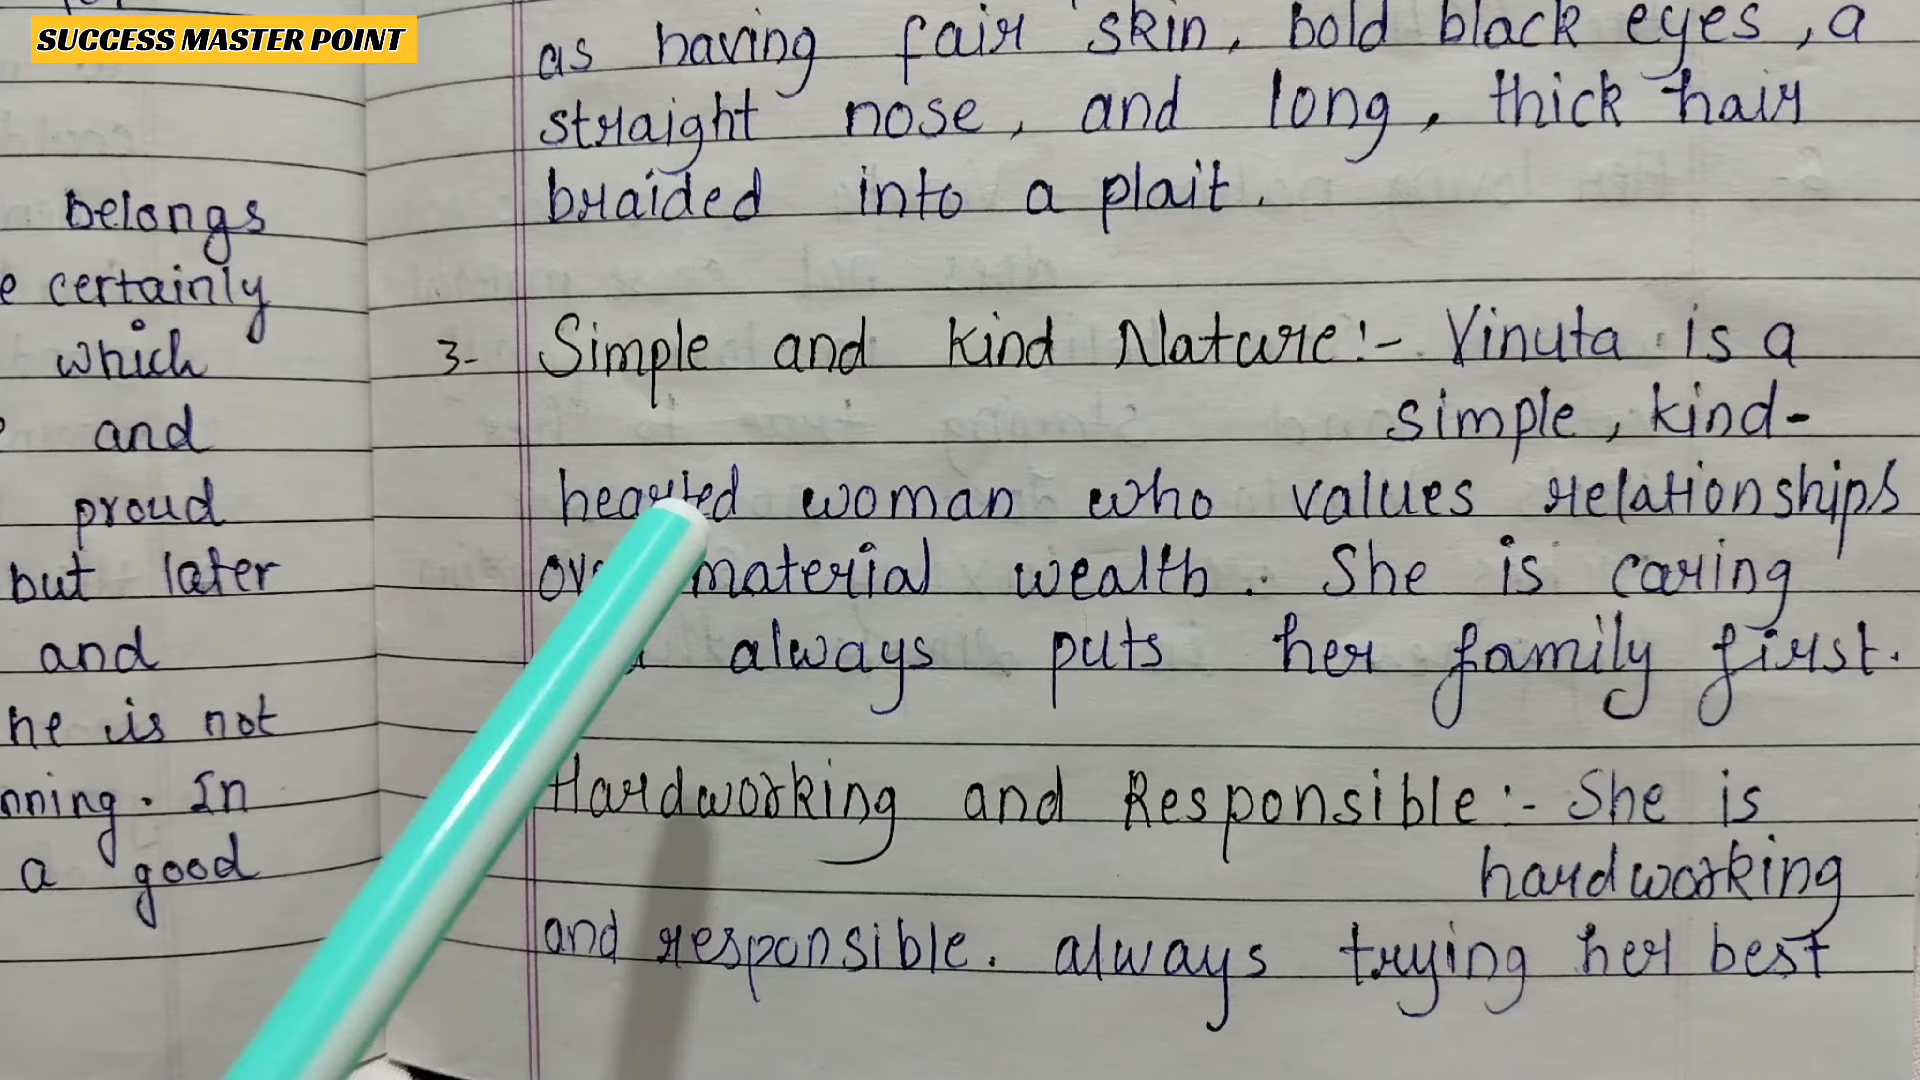 SUCCESS MASTER POINT
belongs
certainly
which
and
proud
but later
and
he is not
nning. In
a good
as having fair skin, bold black eyes, a
straight nose, and long, thick hair
braided into a plait.
3- Simple and Kind Nature:- Vinuta is a
simple, kind-
hearted woman who values relationships
material wealth. She is caring
always puts her family first.
Hardworking and Responsible:- She is
hardworking
and responsible. always trying her best